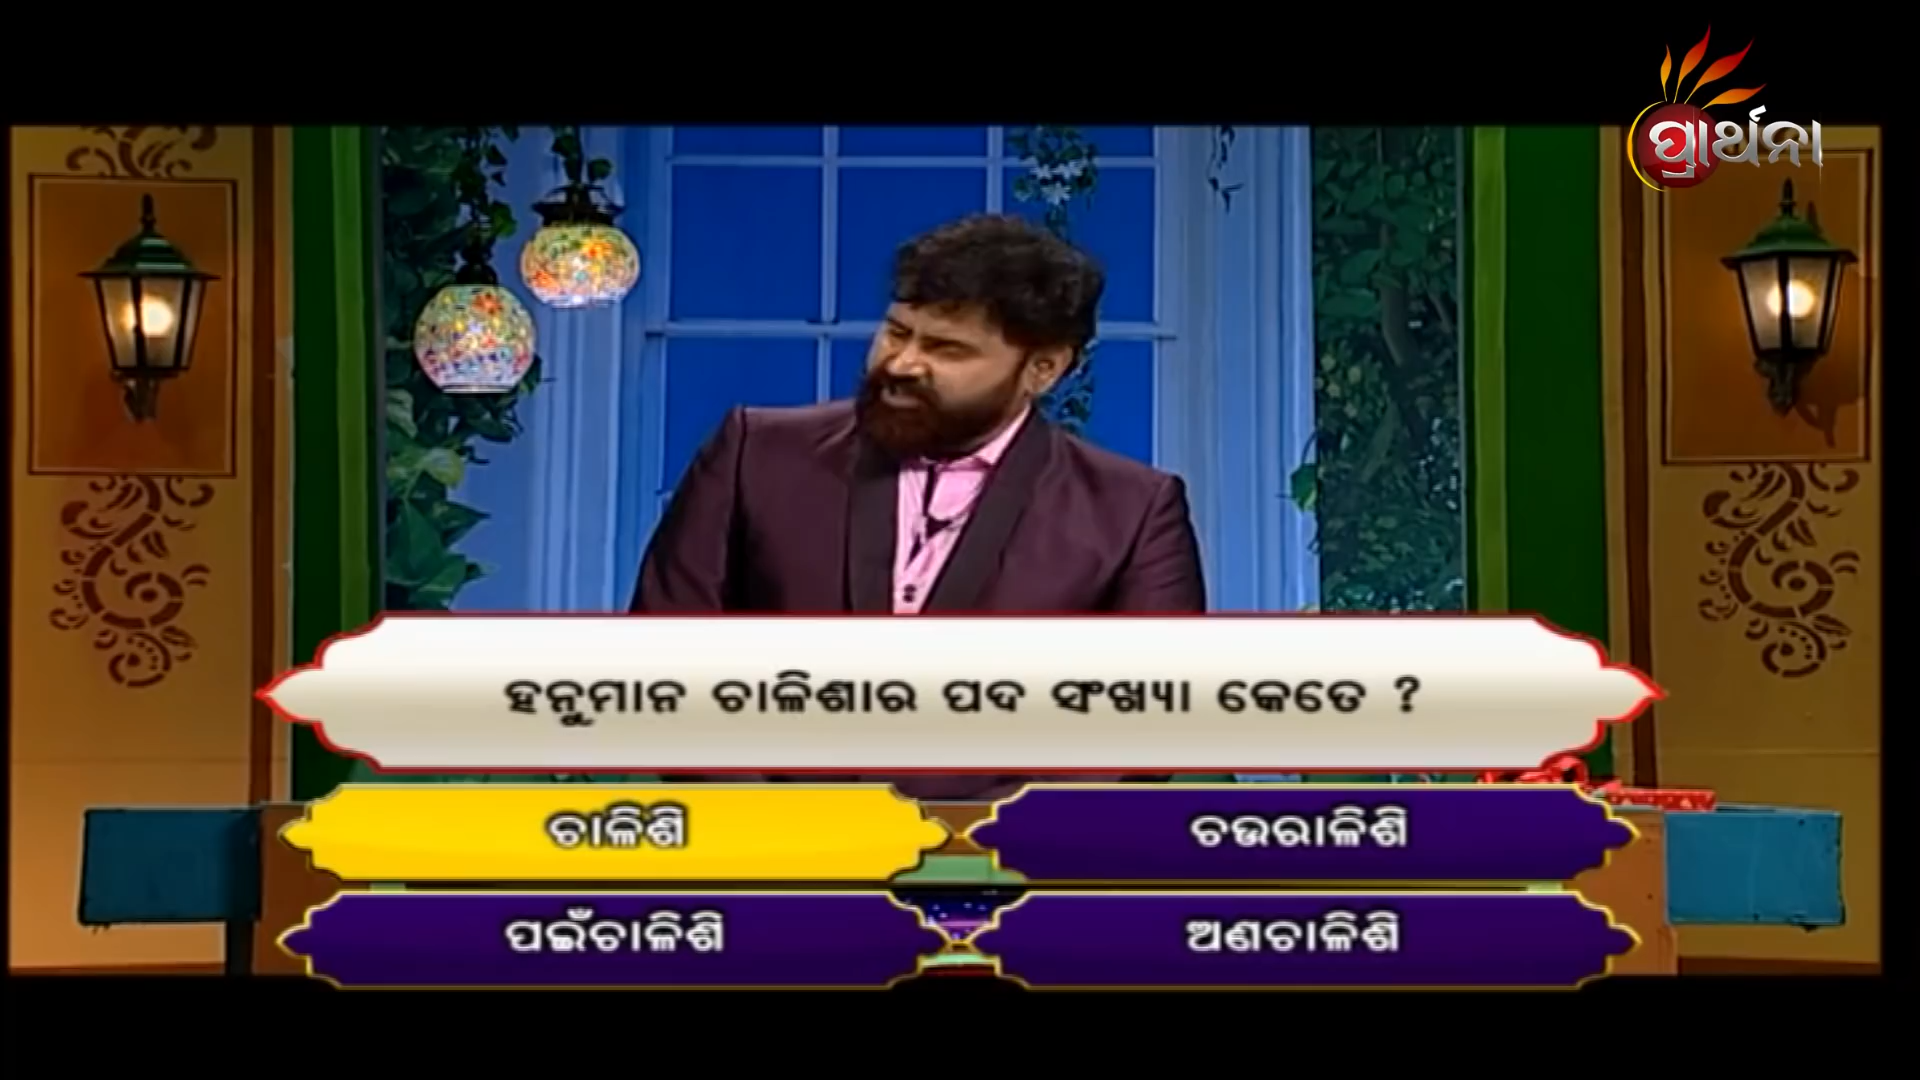 ପ୍ରାର୍ଥନା
ହନୁମାନ ଚାଳିଶାର ପଦ ସଂଖ୍ୟା କେତେ ?
ଚାଳିଶି
ଚଉରାଳିଶି
ପଇଁଚାଳିଶି
ଅଣଚାଳିଶି